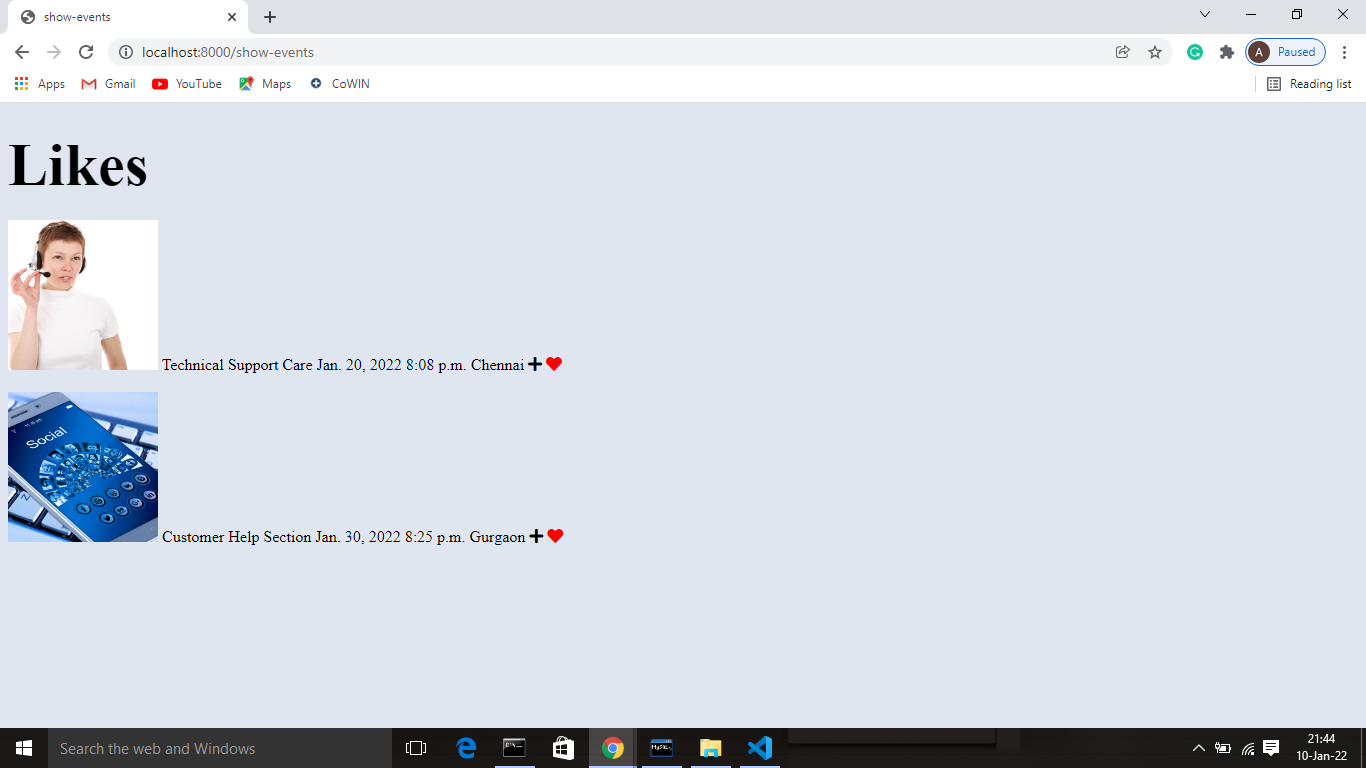 show-events
localhost:8000/show-events
A Paused
Apps Gmail YouTube Maps CoWIN Reading list
Likes
Technical Support Care Jan. 20, 2022 8:08 p.m. Chennai
Social
Customer Help Section Jan. 30, 2022 8:25 p.m. Gurgaon
Search the web and Windows
21:44
10-Jan-22